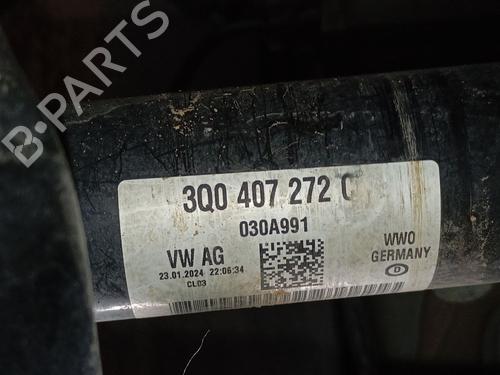 B-PARTS
3Q0 407 272 C
030A991
VW AG
23.01.2024 22:06:34
CL03
WWO
GERMANY
D